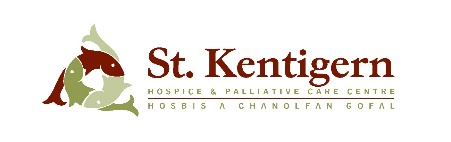 St. Kentigern
HOSPICE & PALLIATIVE CARE CENTRE
HOSBIS A CHANOLFAN GOFAL